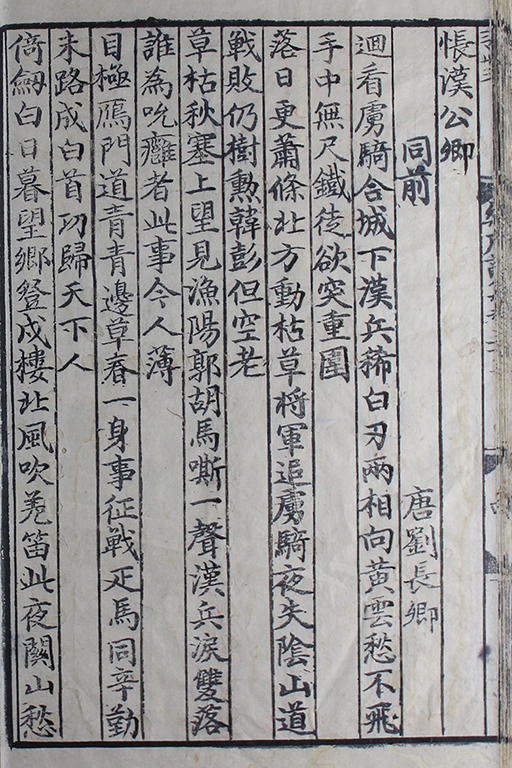 悵漢公卿
同前 唐劉長卿
迴看虜騎合城下漢兵稀白刃兩相向黃雲愁不飛
手中無尺鐵徒欲突重圍
落日更蕭條北方動枯草將軍追虜騎夜失陰山道
戰敗仍樹勳韓彭但空老
草枯秋塞上望見漁陽郭胡馬嘶一聲漢兵淚雙落
誰為吮癰者此事今人薄
目極鴈門道青青邊草春一身事征戰疋馬同辛勤
末路成白首功歸天下人
倚劒白日暮望鄉登戍樓北風吹羌笛此夜關山愁